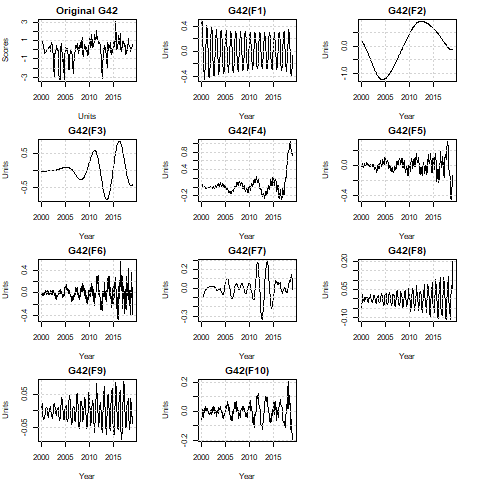 Original G42
G42(F1)
G42(F2)
Scores
-3 -1 1 3
2000 2005 2010 2015
Units
Units
-0.4 0.0 0.4
2000 2005 2010 2015
Year
Units
-1.0 0.0
2000 2005 2010 2015
Year
G42(F3)
G42(F4)
G42(F5)
Units
-0.5 0.5
2000 2005 2010 2015
Year
Units
0.0 0.4 0.8
2000 2005 2010 2015
Year
Units
-0.4 0.0
2000 2005 2010 2015
Year
G42(F6)
G42(F7)
G42(F8)
Units
-0.4 0.0 0.4
2000 2005 2010 2015
Year
Units
-0.3 0.0 0.2
2000 2005 2010 2015
Year
Units
-0.10 0.05 0.20
2000 2005 2010 2015
Year
G42(F9)
G42(F10)
Units
-0.05 0.05
2000 2005 2010 2015
Year
Units
-0.2 0.0 0.2
2000 2005 2010 2015
Year